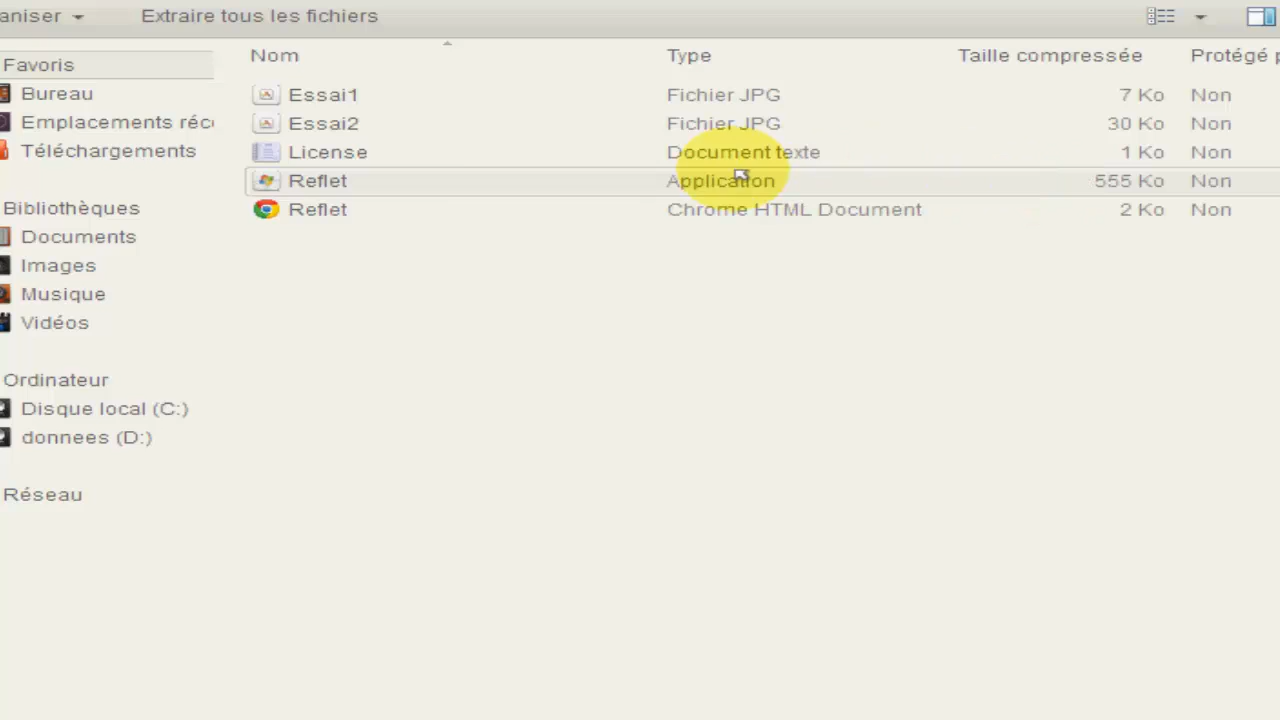 aniser Extraire tous les fichiers
Favoris
Bureau
Emplacements réc
Téléchargements
Bibliothèques
Documents
Images
Musique
Vidéos
Ordinateur
Disque local (C:)
donnees (D:)
Réseau
Nom Type Taille compressée Protégé p
Essai1 Fichier JPG 7 Ko Non
Essai2 Fichier JPG 30 Ko Non
License Document texte 1 Ko Non
Reflet Application 555 Ko Non
Reflet Chrome HTML Document 2 Ko Non